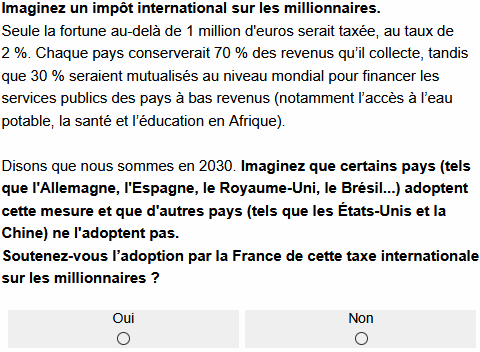 Imaginez un impôt international sur les millionnaires.
Seule la fortune au-delà de 1 million d'euros serait taxée, au taux de
2 %. Chaque pays conserverait 70 % des revenus qu’il collecte, tandis
que 30 % seraient mutualisés au niveau mondial pour financer les
services publics des pays à bas revenus (notamment l’accès à l’eau
potable, la santé et l’éducation en Afrique).
Disons que nous sommes en 2030. Imaginez que certains pays (tels
que l'Allemagne, l'Espagne, le Royaume-Uni, le Brésil...) adoptent
cette mesure et que d'autres pays (tels que les États-Unis et la
Chine) ne l'adoptent pas.
Soutenez-vous l’adoption par la France de cette taxe internationale
sur les millionnaires ?
Oui Non